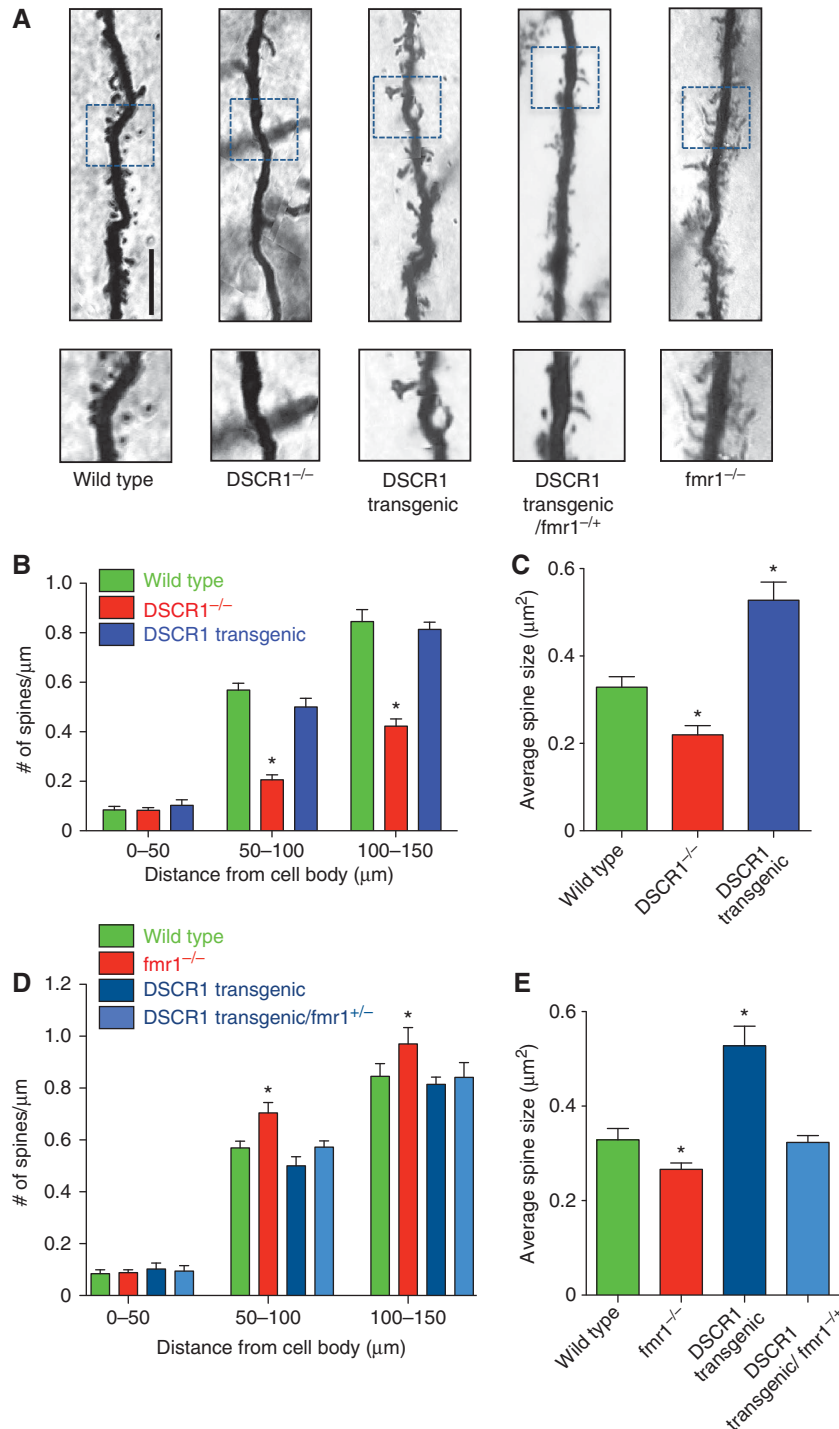 A
Wild type
DSCR1−/−
DSCR1
transgenic
DSCR1
transgenic
/fmr1−/+
fmr1−/−
B
Wild type
DSCR1−/−
DSCR1 transgenic
# of spines/μm
1.0
0.8
0.6
0.4
0.2
0
*
*
0–50
50–100
100–150
Distance from cell body (μm)
C
Average spine size (μm²)
0.6
0.4
0.2
0
*
*
Wild type
DSCR1−/−
DSCR1
transgenic
D
Wild type
fmr1−/−
DSCR1 transgenic
DSCR1 transgenic/fmr1+/−
# of spines/μm
1.2
1.0
0.8
0.6
0.4
0.2
0
*
*
0–50
50–100
100–150
Distance from cell body (μm)
E
Average spine size (μm²)
0.6
0.4
0.2
0
*
*
Wild type
fmr1−/−
DSCR1
transgenic
DSCR1
transgenic/ fmr1−/+